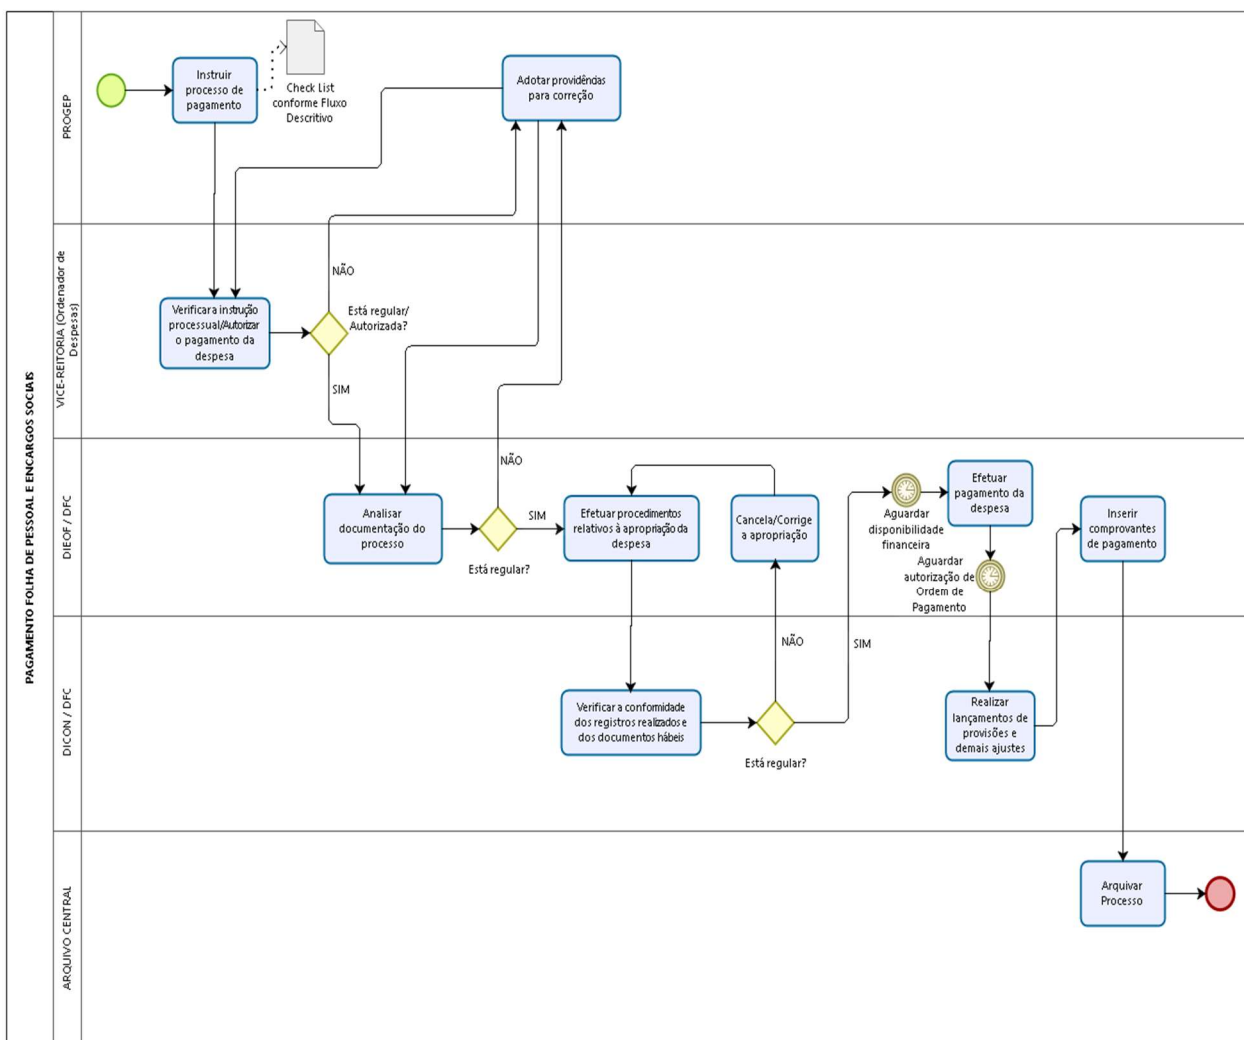 PAGAMENTO FOLHA DE PESSOAL E ENCARGOS SOCIAIS
PROGEP
Instruir
processo de
pagamento
Check List
conforme Fluxo
Descritivo
Adotar providências
para correção
VICE-REITORIA (Ordenador de
Despesas)
Verificar a instrução
processual/Autorizar
o pagamento da
despesa
NÃO
Está regular/
Autorizada?
SIM
DIEOF / DFC
Analisar
documentação do
processo
NÃO
SIM
Está regular?
Efetuar procedimentos
relativos à apropriação da
despesa
Cancela/Corrige
a apropriação
Aguardar
disponibilidade
financeira
Efetuar
pagamento da
despesa
Aguardar
autorização de
Ordem de
Pagamento
Inserir
comprovantes
de pagamento
DICON / DFC
Verificar a conformidade
dos registros realizados e
dos documentos hábeis
NÃO
SIM
Está regular?
Realizar
lançamentos de
provisões e
demais ajustes
ARQUIVO CENTRAL
Arquivar
Processo